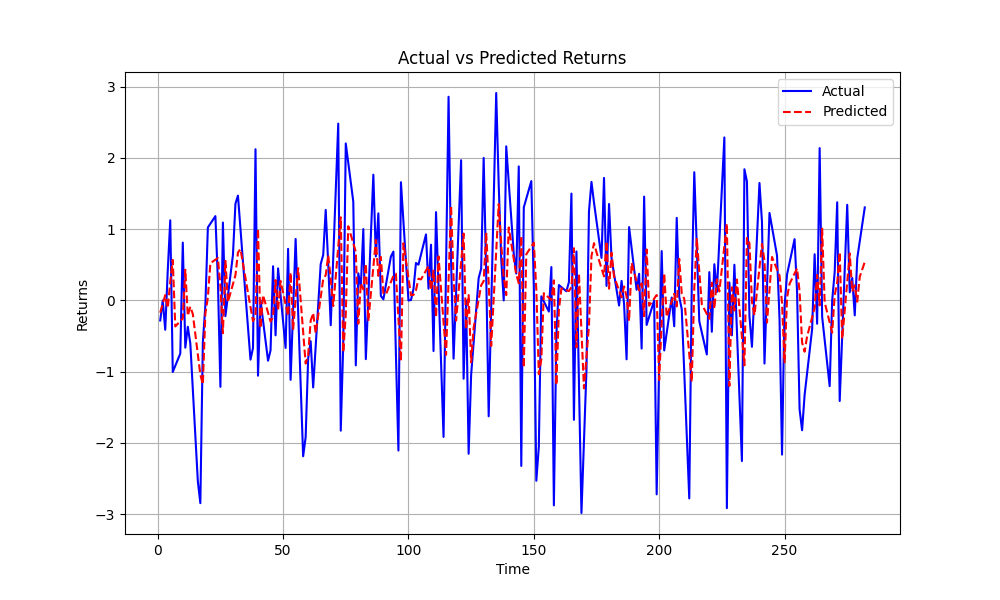 Actual vs Predicted Returns
Actual
Predicted
Returns
3
2
1
0
−1
−2
−3
0 50 100 150 200 250
Time